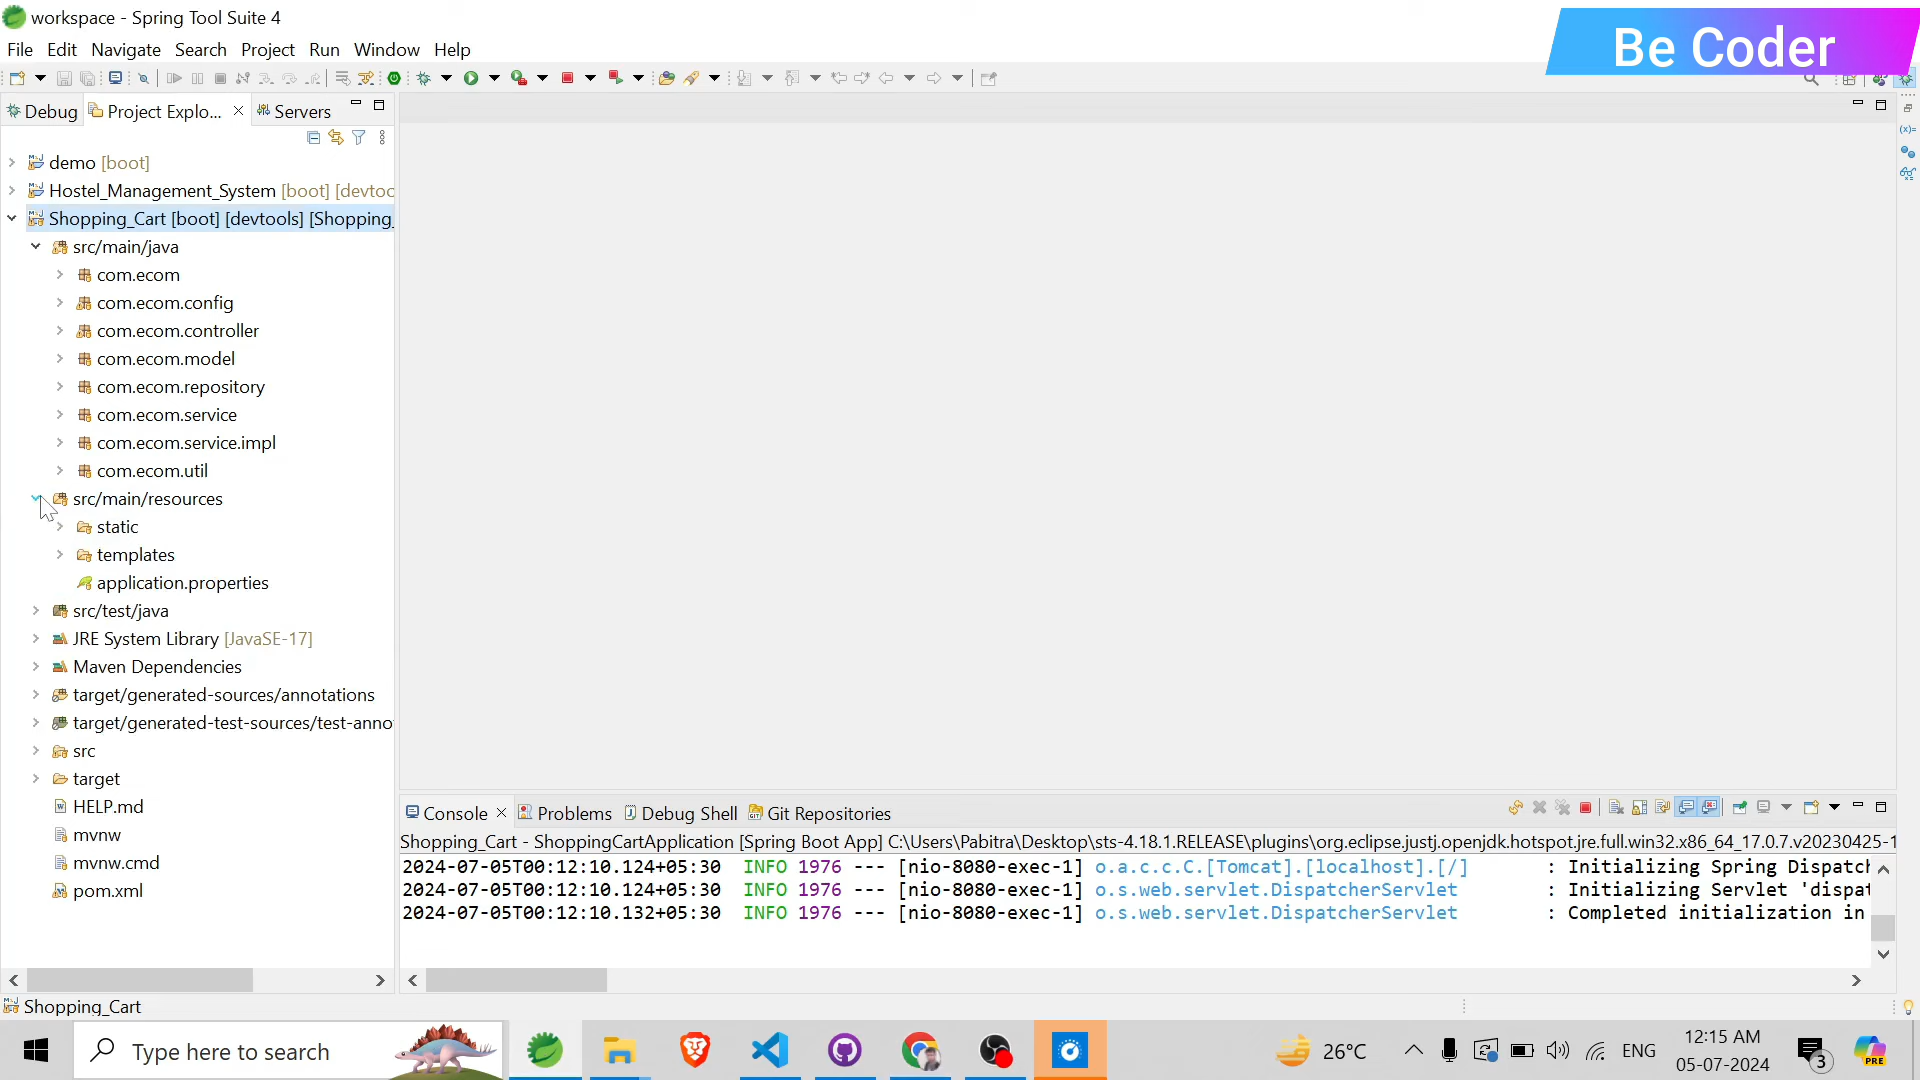 workspace - Spring Tool Suite 4
Be Coder
File Edit Navigate Search Project Run Window Help
Debug Project Explo... Servers
demo [boot]
Hostel_Management_System [boot] [devtoo
Shopping_Cart [boot] [devtools] [Shopping_
src/main/java
com.ecom
com.ecom.config
com.ecom.controller
com.ecom.model
com.ecom.repository
com.ecom.service
com.ecom.service.impl
com.ecom.util
src/main/resources
static
templates
application.properties
src/test/java
JRE System Library [JavaSE-17]
Maven Dependencies
target/generated-sources/annotations
target/generated-test-sources/test-anno
src
target
HELP.md
mvnw
mvnw.cmd
pom.xml
Console Problems Debug Shell Git Repositories
Shopping_Cart - ShoppingCartApplication [Spring Boot App] C:\Users\Pabitra\Desktop\sts-4.18.1.RELEASE\plugins\org.eclipse.justj.openjdk.hotspot.jre.full.win32.x86_64_17.0.7.v20230425-1
2024-07-05T00:12:10.124+05:30 INFO 1976 --- [nio-8080-exec-1] o.a.c.c.C.[Tomcat].[localhost].[/] : Initializing Spring Dispatch
2024-07-05T00:12:10.124+05:30 INFO 1976 --- [nio-8080-exec-1] o.s.web.servlet.DispatcherServlet : Initializing Servlet 'dispat
2024-07-05T00:12:10.132+05:30 INFO 1976 --- [nio-8080-exec-1] o.s.web.servlet.DispatcherServlet : Completed initialization in
Shopping_Cart
Type here to search
26°C
ENG
12:15 AM
05-07-2024
3
PRE